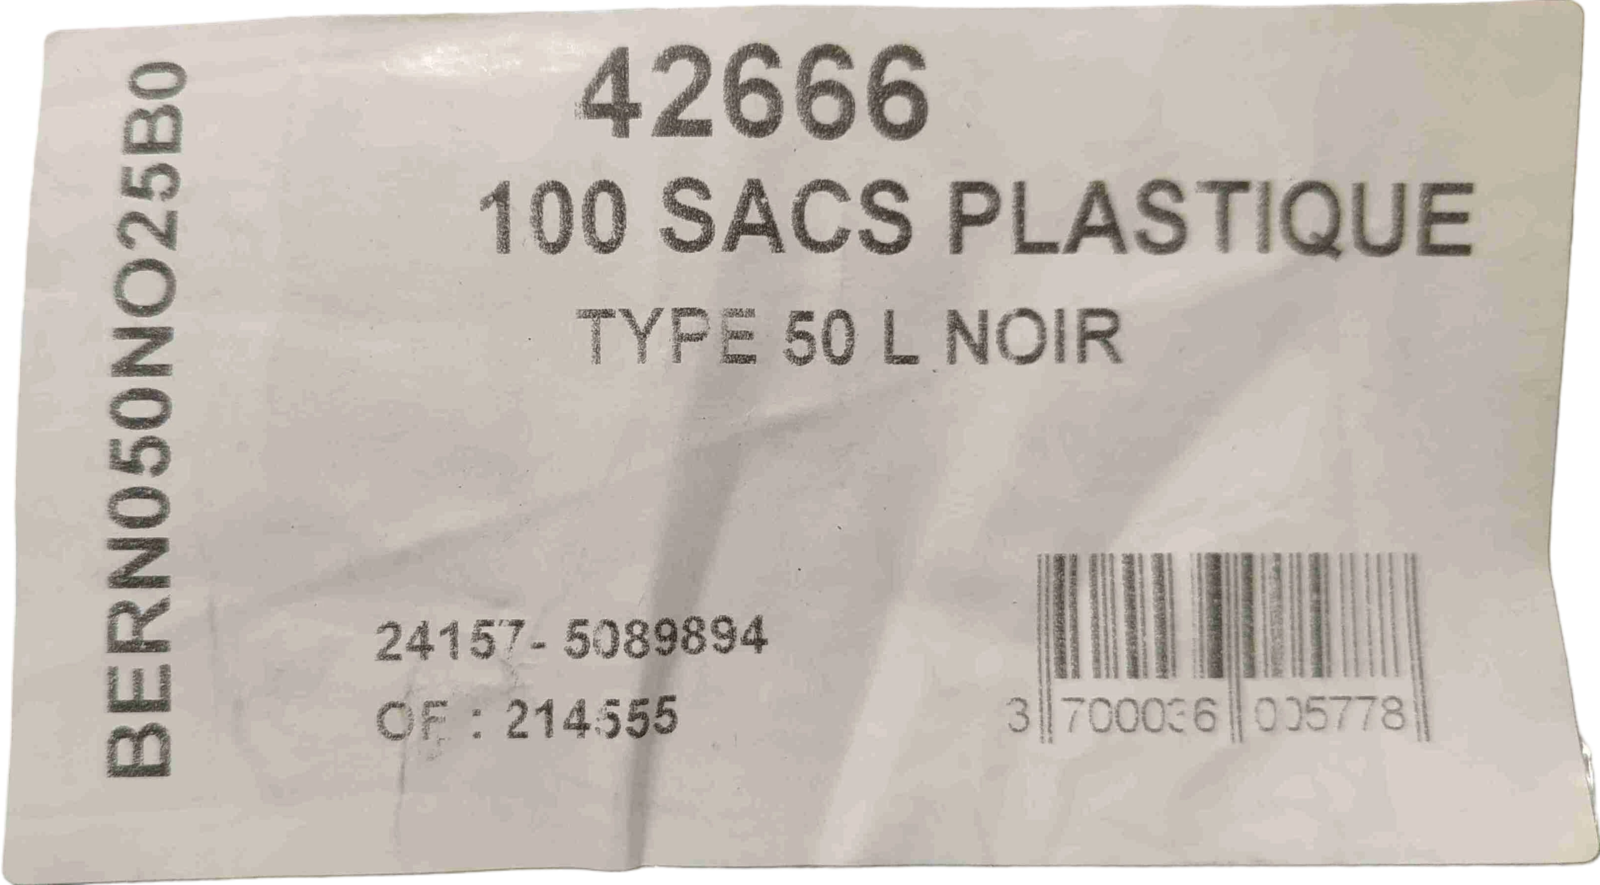 BERN050NO25B0
42666
100 SACS PLASTIQUE
TYPE 50 L NOIR
24157- 5089894
OF : 214555
3 700036 005778